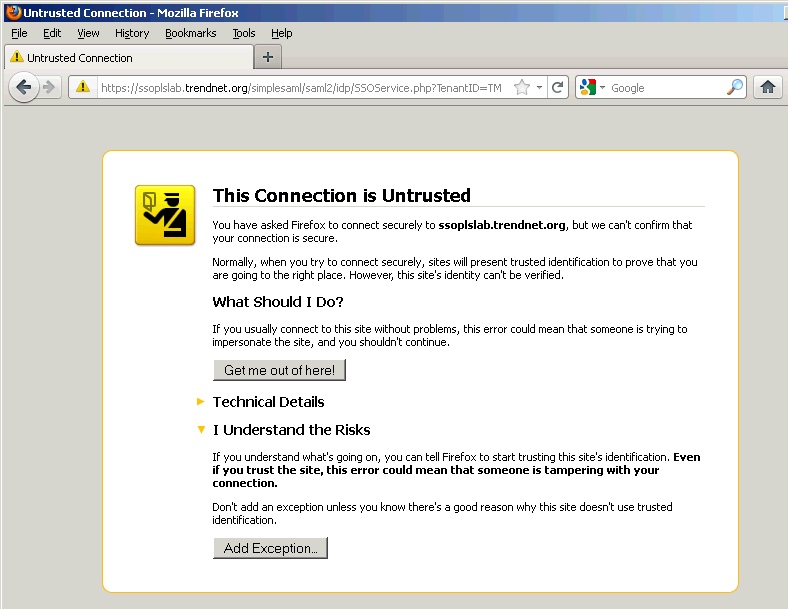 Untrusted Connection - Mozilla Firefox
File Edit View History Bookmarks Tools Help
Untrusted Connection
https://ssoplslab.trendnet.org/simplesaml/saml2/idp/SSOService.php?TenantID=TM
Google
This Connection is Untrusted
You have asked Firefox to connect securely to ssoplslab.trendnet.org, but we can't confirm that
your connection is secure.
Normally, when you try to connect securely, sites will present trusted identification to prove that you
are going to the right place. However, this site's identity can't be verified.
What Should I Do?
If you usually connect to this site without problems, this error could mean that someone is trying to
impersonate the site, and you shouldn't continue.
Get me out of here!
Technical Details
I Understand the Risks
If you understand what's going on, you can tell Firefox to start trusting this site's identification. Even
if you trust the site, this error could mean that someone is tampering with your
connection.
Don't add an exception unless you know there's a good reason why this site doesn't use trusted
identification.
Add Exception...